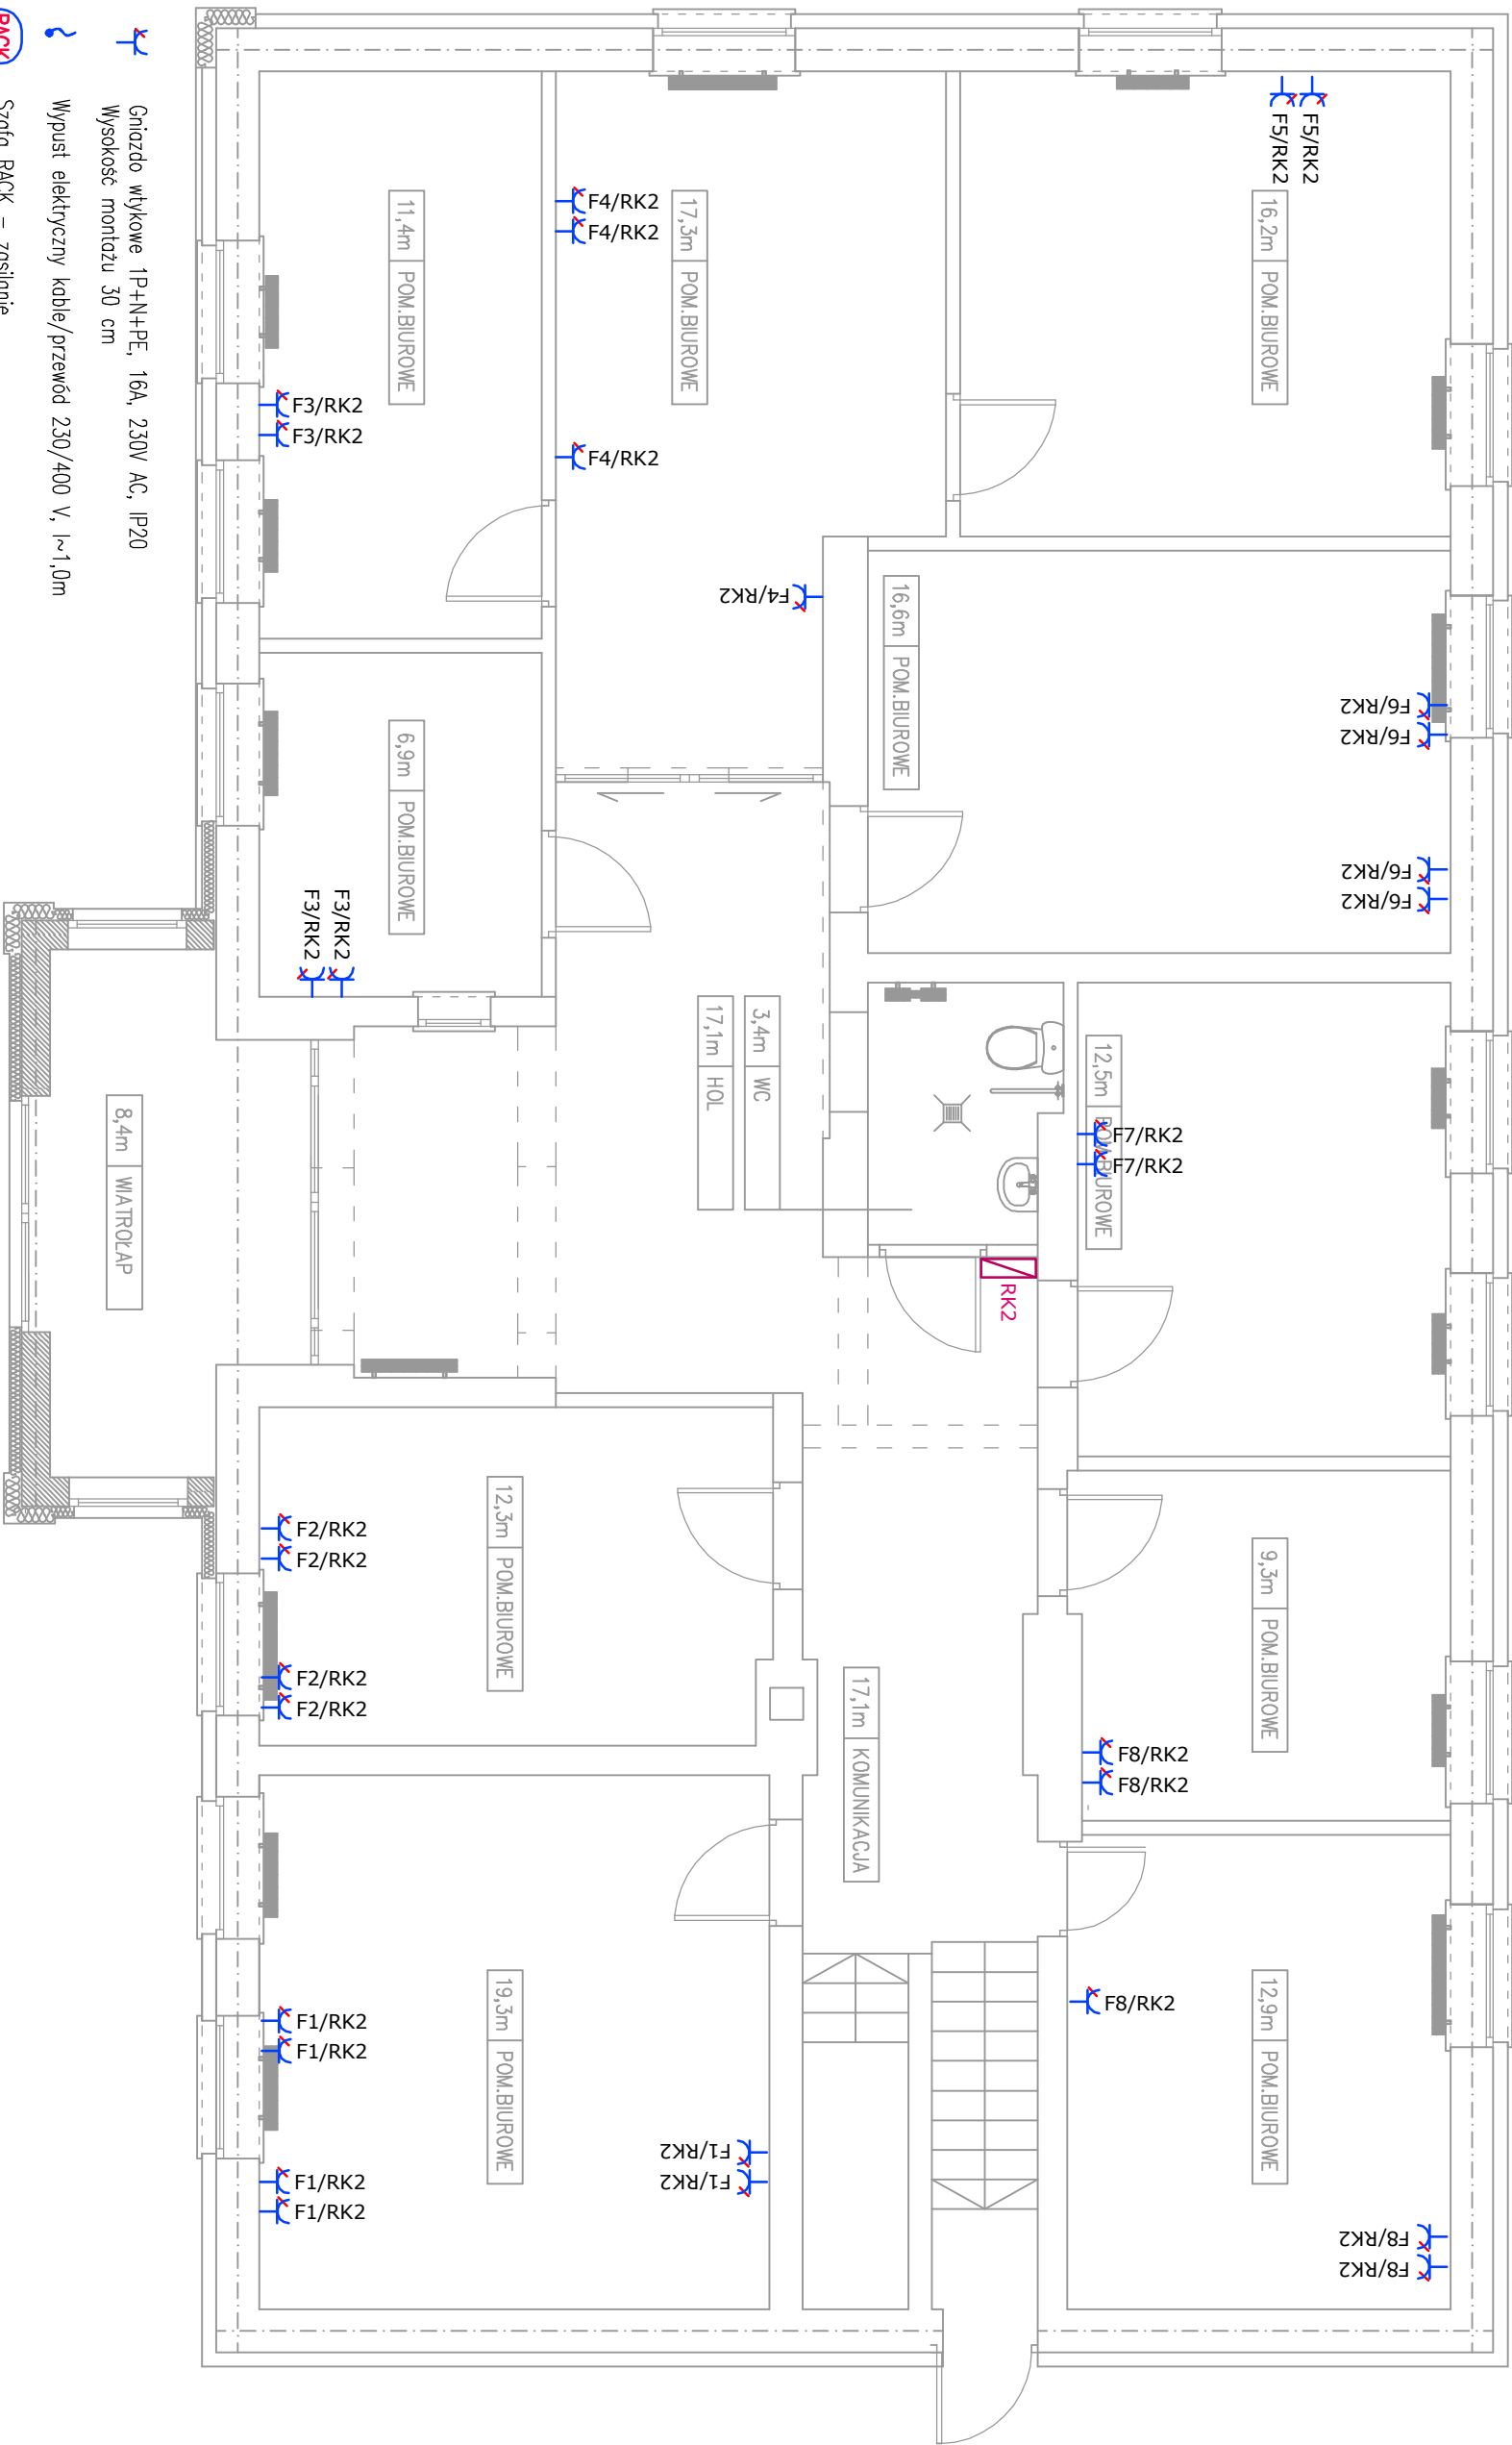 F5/RK2
F5/RK2
16,2m POM.BIUROWE
17,3m POM.BIUROWE
11,4m POM.BIUROWE
F4/RK2
F4/RK2
F4/RK2
F4/RK2
F3/RK2
F3/RK2
16,6m POM.BIUROWE
F6/RK2
F6/RK2
F6/RK2
F6/RK2
6,9m POM.BIUROWE
F3/RK2
F3/RK2
3,4m WC
17,1m HOL
12,5m POM.BIUROWE
F7/RK2
F7/RK2
RK2
8,4m WIATROŁAP
12,3m POM.BIUROWE
F2/RK2
F2/RK2
F2/RK2
F2/RK2
9,3m POM.BIUROWE
F8/RK2
F8/RK2
17,1m KOMUNIKACJA
19,3m POM.BIUROWE
F1/RK2
F1/RK2
F1/RK2
F1/RK2
F1/RK2
F1/RK2
12,9m POM.BIUROWE
F8/RK2
F8/RK2
F8/RK2
Gniazdo wtykowe 1P+N+PE, 16A, 230V AC, IP20
Wysokość montażu 30 cm
Wypust elektryczny kable/przewód 230/400 V, l~1,0m
RACK
Szafa RACK – zasilanie